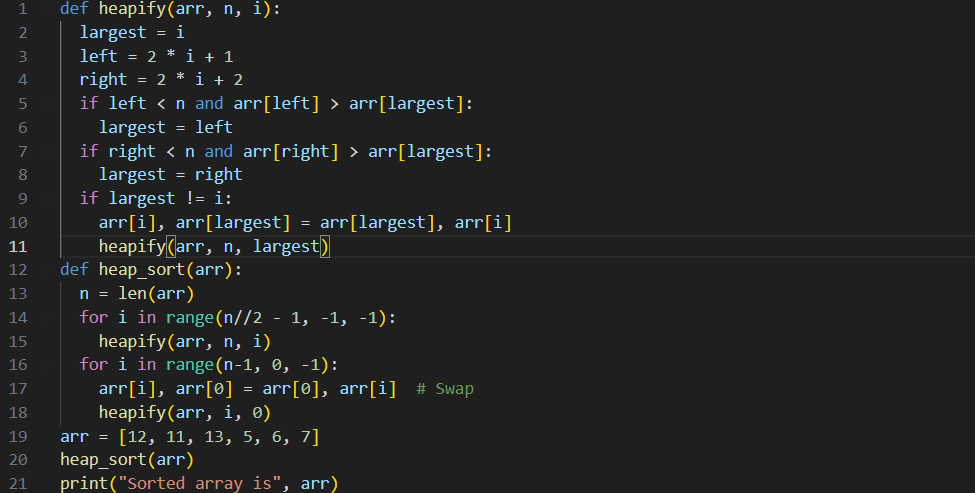 1 def heapify(arr, n, i):
2   largest = i
3   left = 2 * i + 1
4   right = 2 * i + 2
5   if left < n and arr[left] > arr[largest]:
6     largest = left
7   if right < n and arr[right] > arr[largest]:
8     largest = right
9   if largest != i:
10     arr[i], arr[largest] = arr[largest], arr[i]
11     heapify(arr, n, largest)
12 def heap_sort(arr):
13   n = len(arr)
14   for i in range(n//2 - 1, -1, -1):
15     heapify(arr, n, i)
16   for i in range(n-1, 0, -1):
17     arr[i], arr[0] = arr[0], arr[i]  # Swap
18     heapify(arr, i, 0)
19 arr = [12, 11, 13, 5, 6, 7]
20 heap_sort(arr)
21 print("Sorted array is", arr)